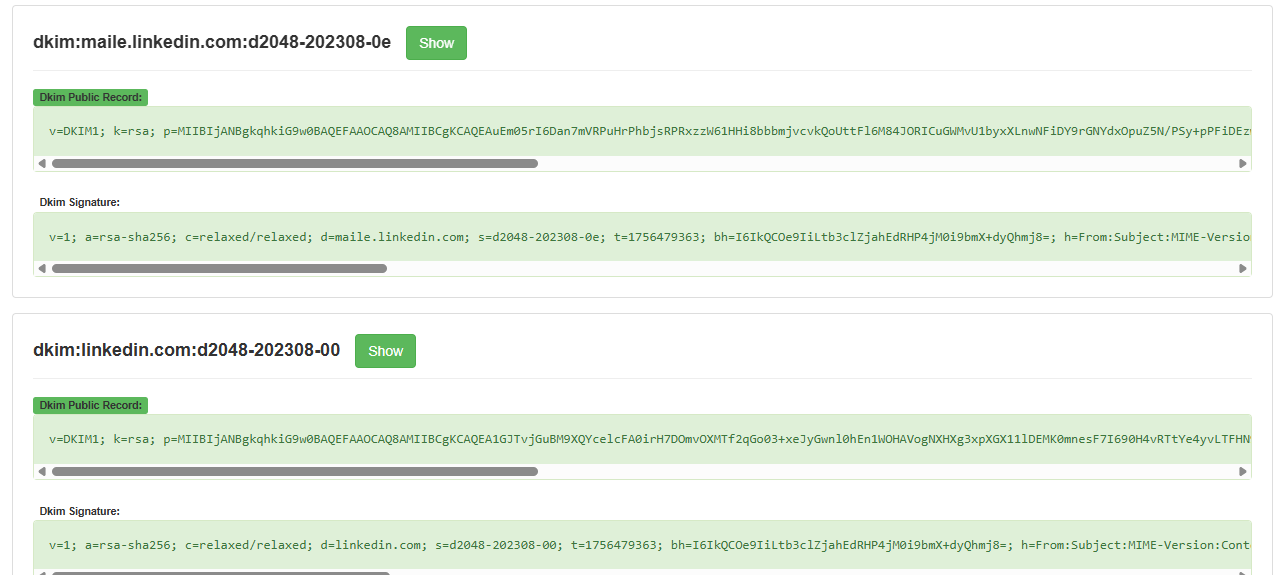 dkim:maile.linkedin.com:d2048-202308-0e Show
Dkim Public Record:
v=DKIM1; k=rsa; p=MIIBIjANBgkqhkiG9w0BAQEFAAOCAQ8AMIIBCgKCAQEAuEm05rI6Dan7mVRPuHrPhbjsRPRxzzW61HHi8bbbmjvcvkQoUttFl6M84JORICuGWMvU1byxXLnwNFiDY9rGNYdxOpuZ5N/PSy+pPFiDEz
Dkim Signature:
v=1; a=rsa-sha256; c=relaxed/relaxed; d=maile.linkedin.com; s=d2048-202308-0e; t=1756479363; bh=I6IkQCOe9IiLtb3clZjahEdRHP4jM0i9bmX+dyQhmj8=; h=From:Subject:MIME-Versio
dkim:linkedin.com:d2048-202308-00 Show
Dkim Public Record:
v=DKIM1; k=rsa; p=MIIBIjANBgkqhkiG9w0BAQEFAAOCAQ8AMIIBCgKCAQEA1GJTvjGuBM9XQYcelcFA0irH7DOmvOXMTf2qGo03+xeJyGwnl0hEn1WOHAVogNXHXg3xpXGX11lDEMK0mnesF7I690H4vRTtYe4yvLTFHN
Dkim Signature:
v=1; a=rsa-sha256; c=relaxed/relaxed; d=linkedin.com; s=d2048-202308-00; t=1756479363; bh=I6IkQCOe9IiLtb3clZjahEdRHP4jM0i9bmX+dyQhmj8=; h=From:Subject:MIME-Version:Cont